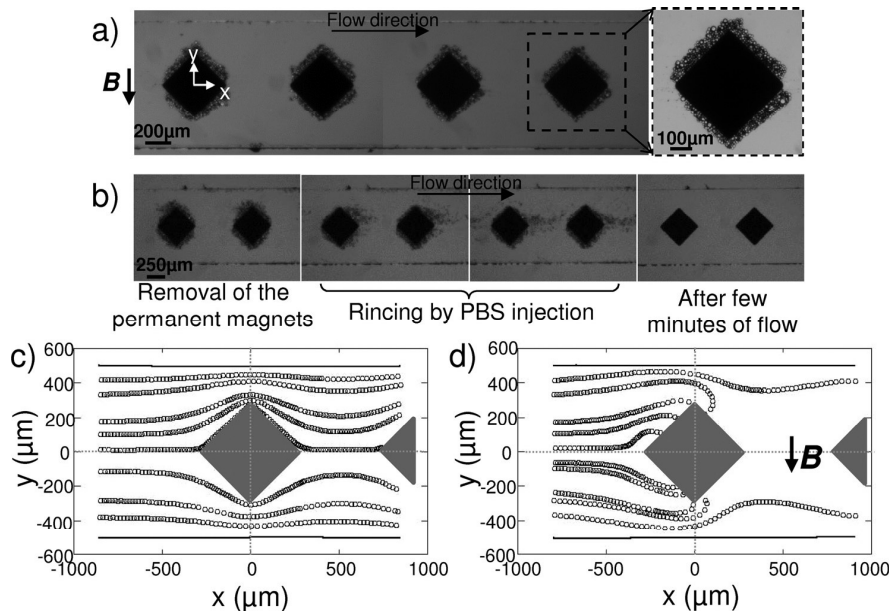 a)
Flow direction
B
y
x
200µm
100µm
b)
Flow direction
250µm
Removal of the
permanent magnets
Rincing by PBS injection
After few
minutes of flow
c)
600
400
200
0
-200
-400
-600
y (µm)
-1000
-500
0
500
1000
x (µm)
d)
600
400
200
0
-200
-400
-600
y (µm)
B
-1000
-500
0
500
1000
x (µm)